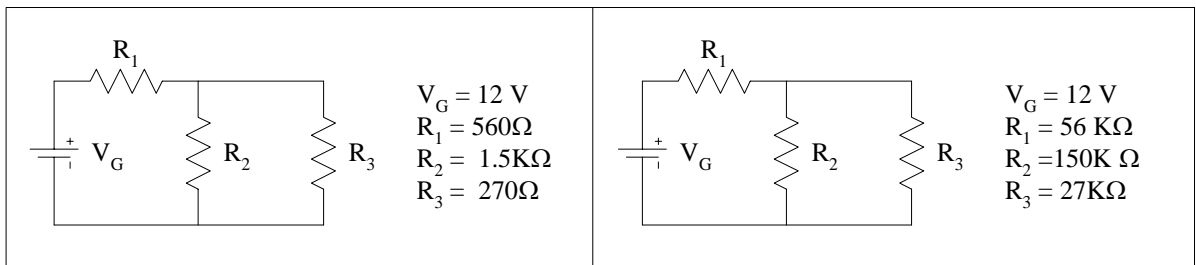 R₁
V_G
R₂
R₃
V_G = 12 V
R₁ = 560Ω
R₂ = 1.5KΩ
R₃ = 270Ω
R₁
V_G
R₂
R₃
V_G = 12 V
R₁ = 56 KΩ
R₂ =150K Ω
R₃ = 27KΩ